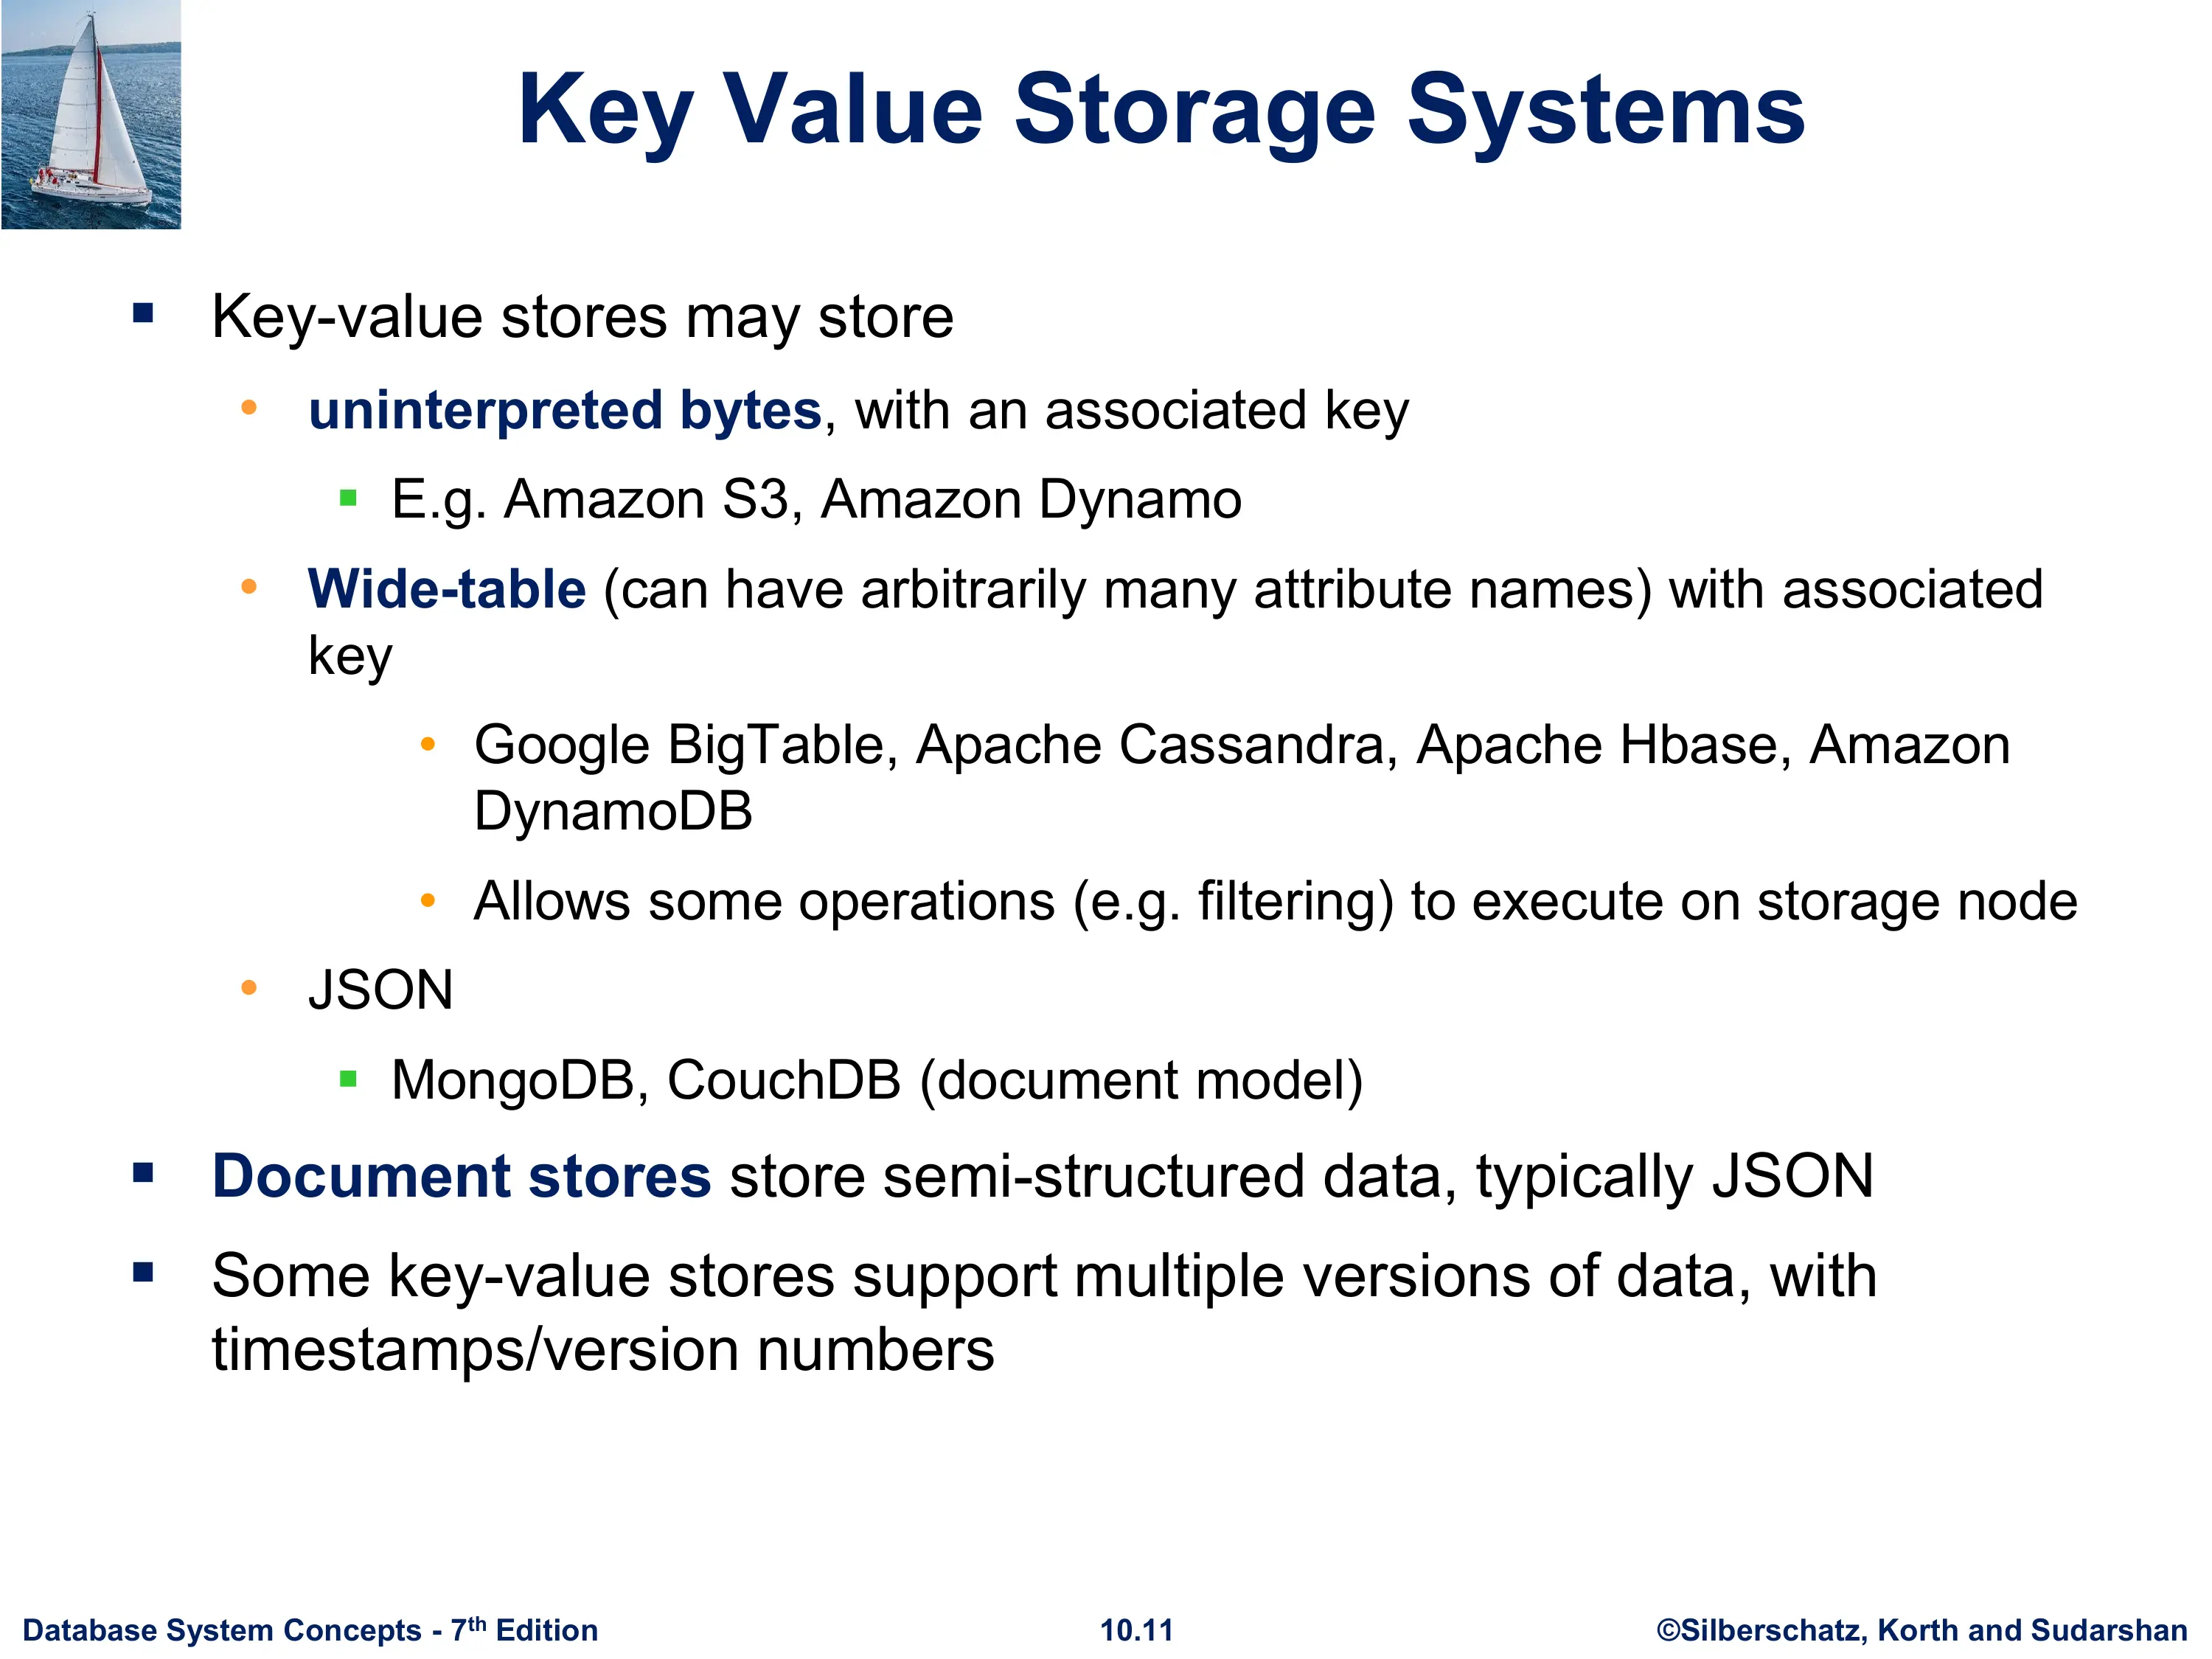 Key Value Storage Systems
▪ Key-value stores may store
• uninterpreted bytes, with an associated key
▪ E.g. Amazon S3, Amazon Dynamo
• Wide-table (can have arbitrarily many attribute names) with associated
key
• Google BigTable, Apache Cassandra, Apache Hbase, Amazon
DynamoDB
• Allows some operations (e.g. filtering) to execute on storage node
• JSON
▪ MongoDB, CouchDB (document model)
▪ Document stores store semi-structured data, typically JSON
▪ Some key-value stores support multiple versions of data, with
timestamps/version numbers
Database System Concepts - 7th Edition 10.11 ©Silberschatz, Korth and Sudarshan